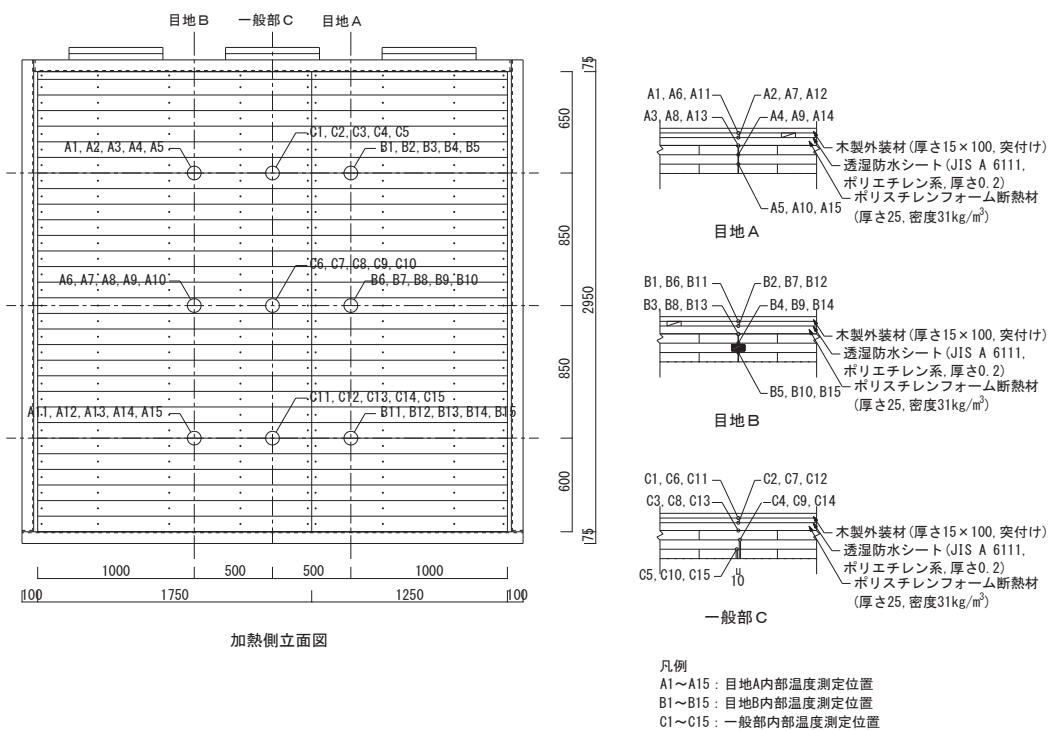 目地B 一般部C 目地A
75
650
C1, C2, C3, C4, C5
A1, A2, A3, A4, A5
B1, B2, B3, B4, B5
850
C6, C7, C8, C9, C10
A6, A7, A8, A9, A10
B6, B7, B8, B9, B10
2950
850
C11, C12, C13, C14, C15
A11, A12, A13, A14, A15
B11, B12, B13, B14, B15
600
75
1000 500 500 1000
100 1750 1250 100
加熱側立面図
A1, A6, A11 A2, A7, A12
A3, A8, A13 A4, A9, A14
木製外装材(厚さ15×100, 突付け)
透湿防水シート(JIS A 6111,
ポリエチレン系, 厚さ0.2)
ポリスチレンフォーム断熱材
(厚さ25, 密度31kg/m³)
A5, A10, A15
目地A
B1, B6, B11 B2, B7, B12
B3, B8, B13 B4, B9, B14
木製外装材(厚さ15×100, 突付け)
透湿防水シート(JIS A 6111,
ポリエチレン系, 厚さ0.2)
ポリスチレンフォーム断熱材
(厚さ25, 密度31kg/m³)
B5, B10, B15
目地B
C1, C6, C11 C2, C7, C12
C3, C8, C13 C4, C9, C14
木製外装材(厚さ15×100, 突付け)
透湿防水シート(JIS A 6111,
ポリエチレン系, 厚さ0.2)
ポリスチレンフォーム断熱材
(厚さ25, 密度31kg/m³)
C5, C10, C15
10
一般部C
凡例
A1～A15：目地A内部温度測定位置
B1～B15：目地B内部温度測定位置
C1～C15：一般部内部温度測定位置